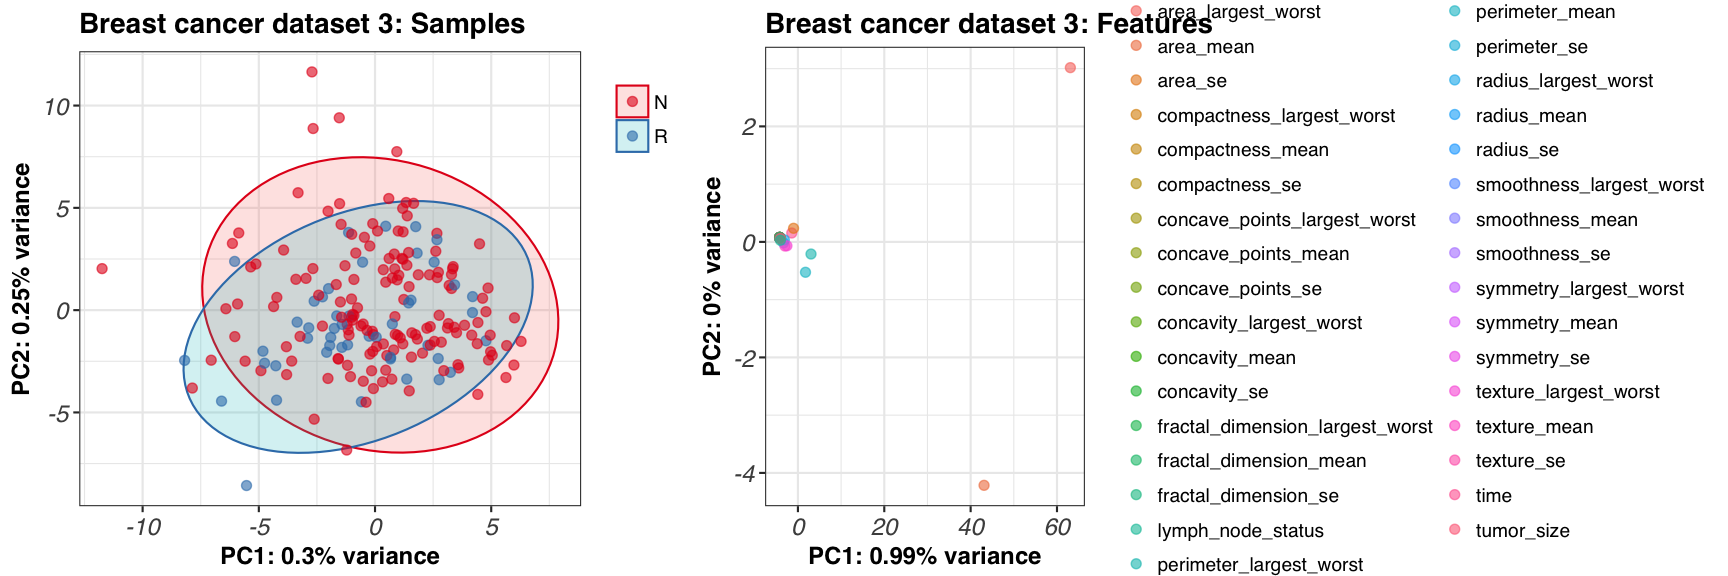 Breast cancer dataset 3: Samples
10
5
0
-5
-10
-5
0
5
PC1: 0.3% variance
PC2: 0.25% variance
N
R
Breast cancer dataset 3: Features
2
0
-2
-4
0
20
40
60
PC1: 0.99% variance
PC2: 0% variance
area_largest_worst
area_mean
area_se
compactness_largest_worst
compactness_mean
compactness_se
concave_points_largest_worst
concave_points_mean
concave_points_se
concavity_largest_worst
concavity_mean
concavity_se
fractal_dimension_largest_worst
fractal_dimension_mean
fractal_dimension_se
lymph_node_status
perimeter_largest_worst
perimeter_mean
perimeter_se
radius_largest_worst
radius_mean
radius_se
smoothness_largest_worst
smoothness_mean
smoothness_se
symmetry_largest_worst
symmetry_mean
symmetry_se
texture_largest_worst
texture_mean
texture_se
time
tumor_size